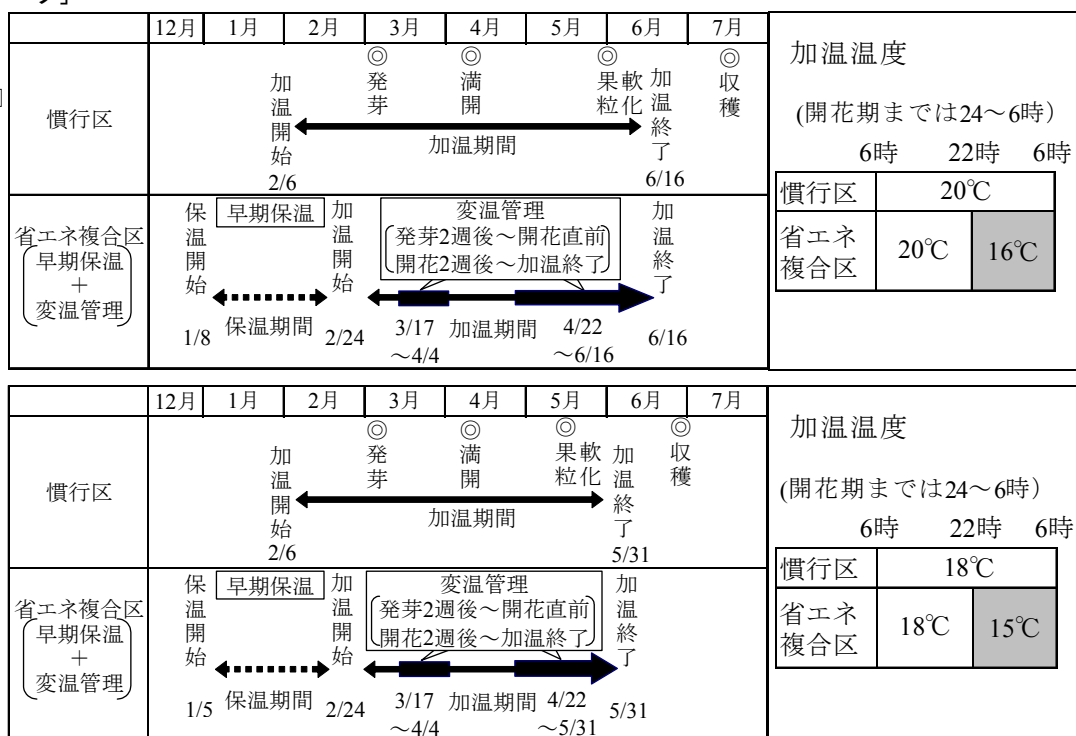 12月 1月 2月 3月 4月 5月 6月 7月
慣行区
加温開始
2/6
◎発芽
◎満開
◎果粒軟化
加温終了
6/16
◎収穫
加温期間
省エネ複合区
早期保温
+
変温管理
保温開始
1/8
早期保温
保温期間
加温開始
2/24
変温管理
発芽2週後~開花直前
開花2週後~加温終了
3/17
~4/4
加温期間
4/22
~6/16
加温終了
6/16
加温温度
(開花期までは24~6時)
6時 22時 6時
慣行区 20℃
省エネ
複合区
20℃ 16℃
12月 1月 2月 3月 4月 5月 6月 7月
慣行区
加温開始
2/6
◎発芽
◎満開
◎果粒軟化
加温終了
5/31
◎収穫
加温期間
省エネ複合区
早期保温
+
変温管理
保温開始
1/5
早期保温
保温期間
加温開始
2/24
変温管理
発芽2週後~開花直前
開花2週後~加温終了
3/17
~4/4
加温期間
4/22
~5/31
加温終了
5/31
加温温度
(開花期までは24~6時)
6時 22時 6時
慣行区 18℃
省エネ
複合区
18℃ 15℃